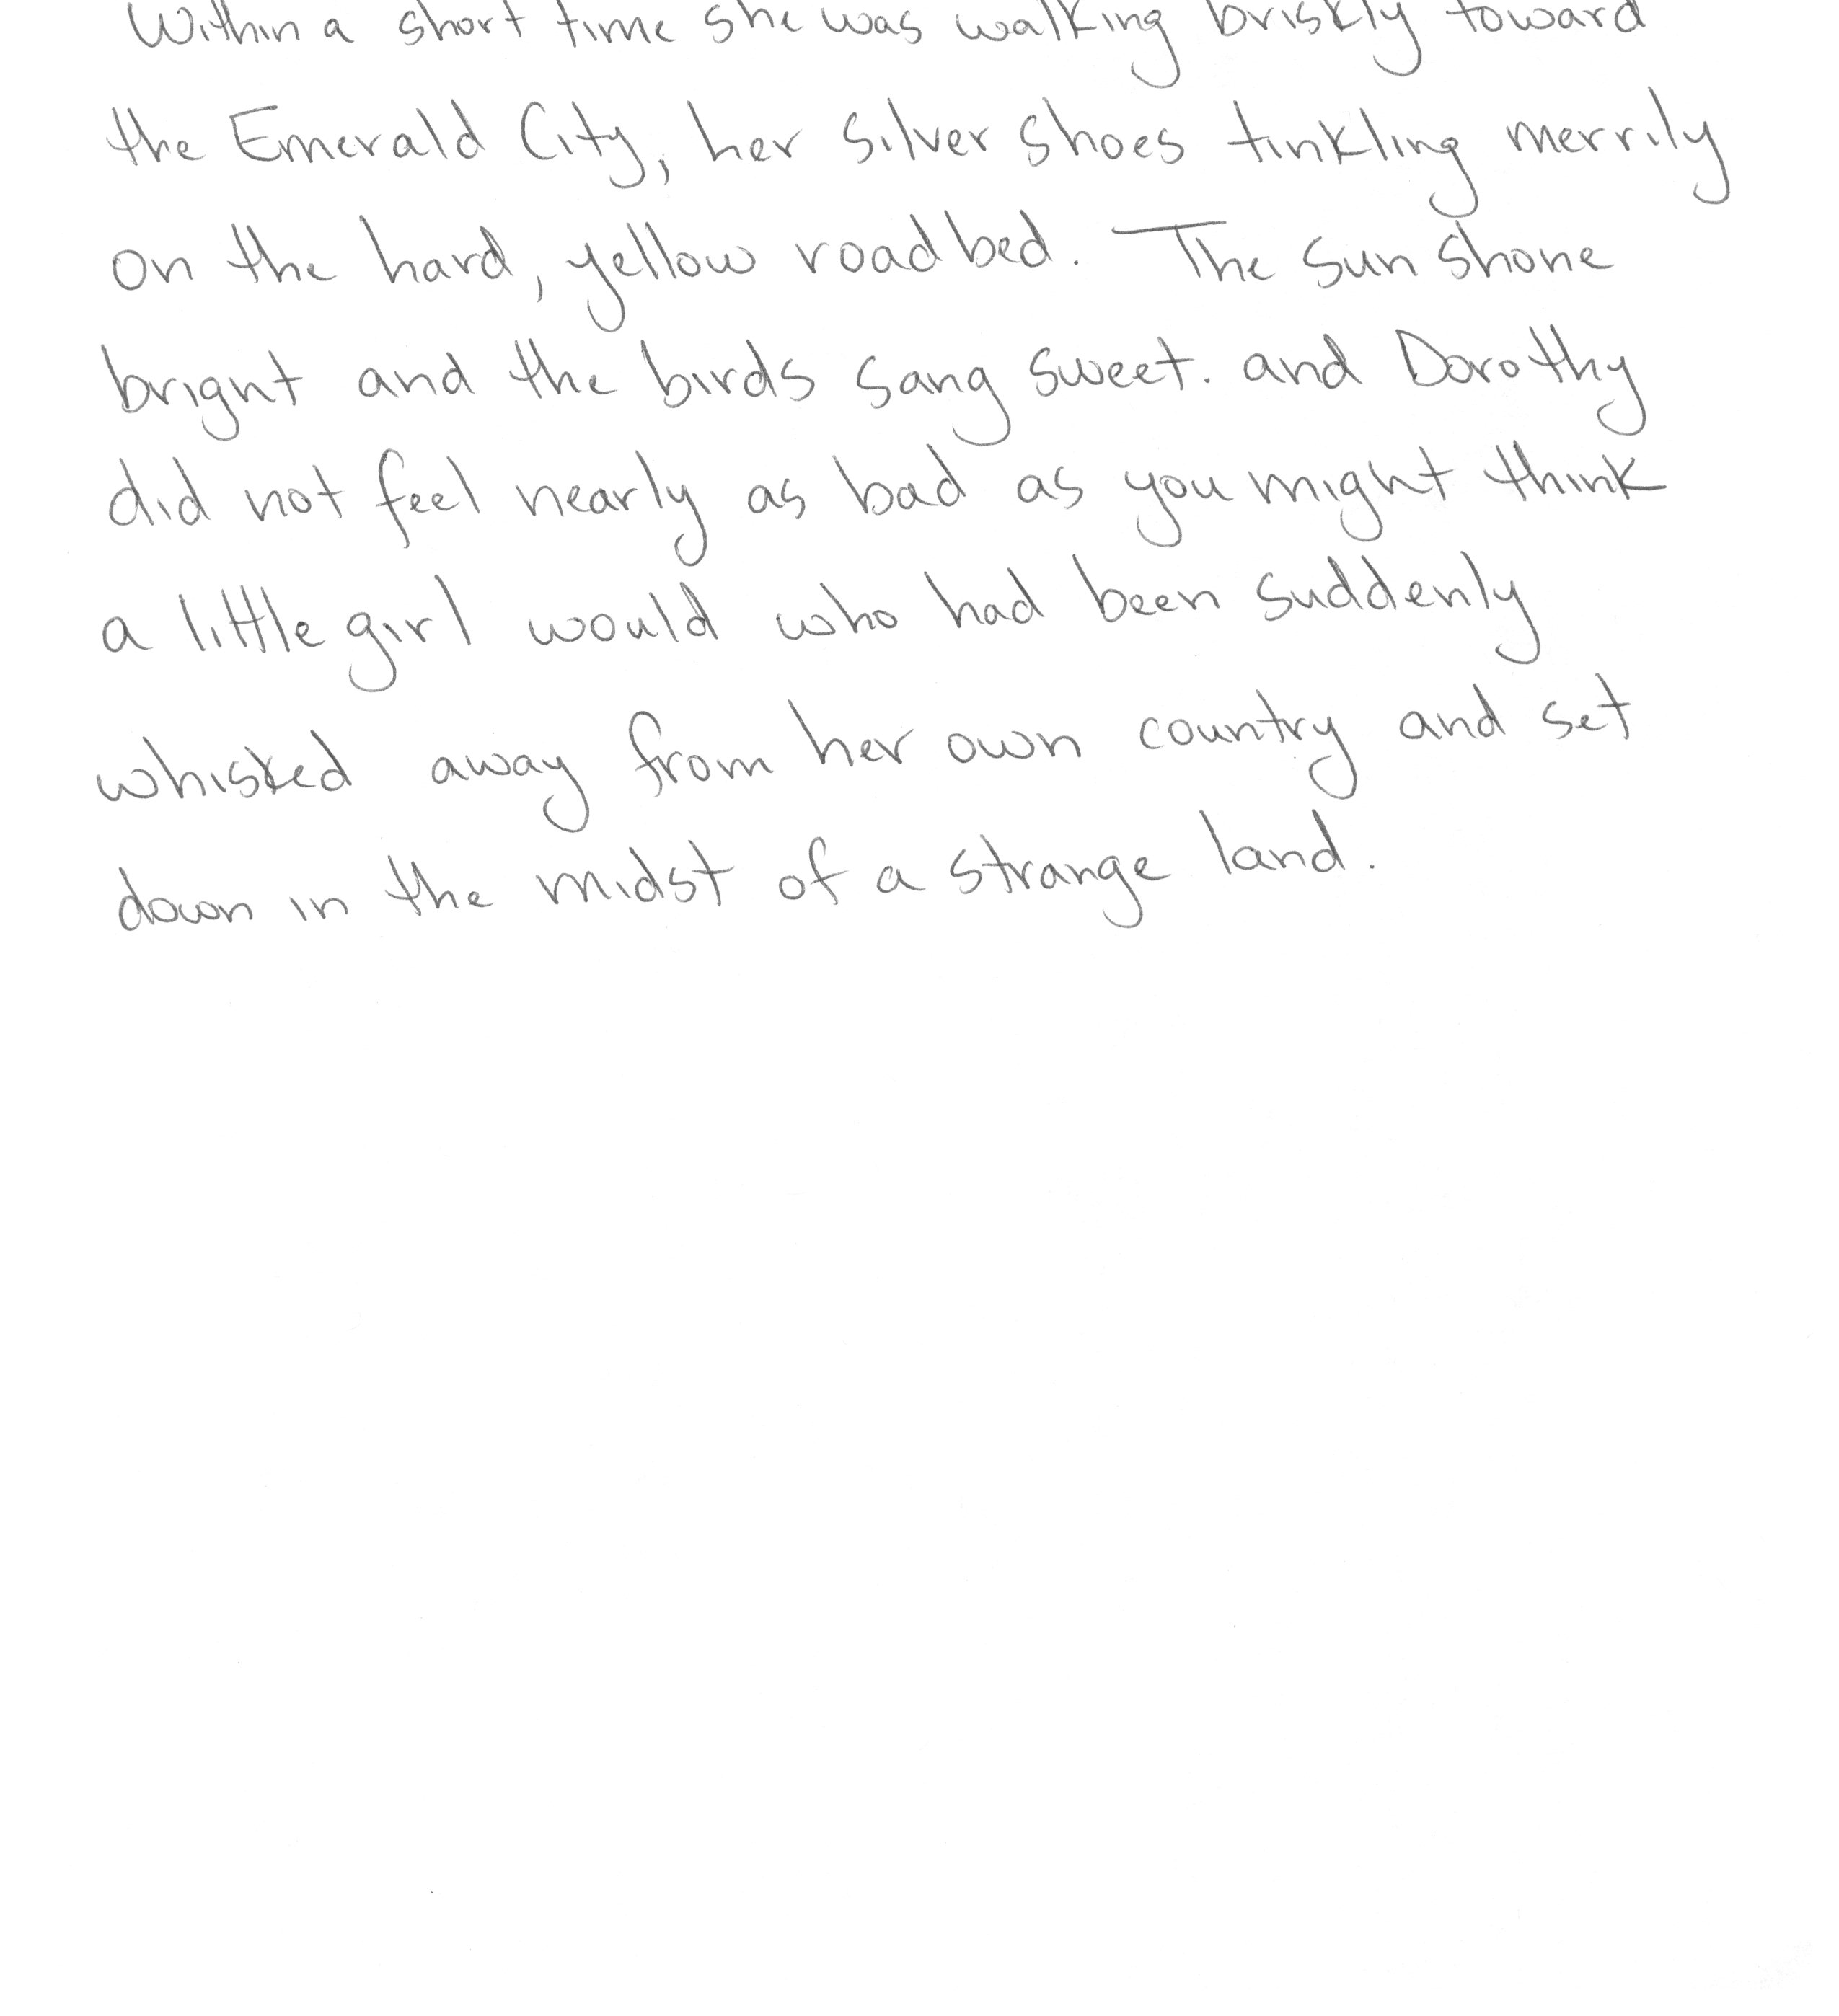 Within a short time she was walking briskly toward
the Emerald City, her silver shoes tinkling merrily
on the hard, yellow roadbed. The sun shone
bright and the birds sang sweet. and Dorothy
did not feel nearly as bad as you might think
a little girl would who had been suddenly
whisked away from her own country and set
down in the midst of a strange land.